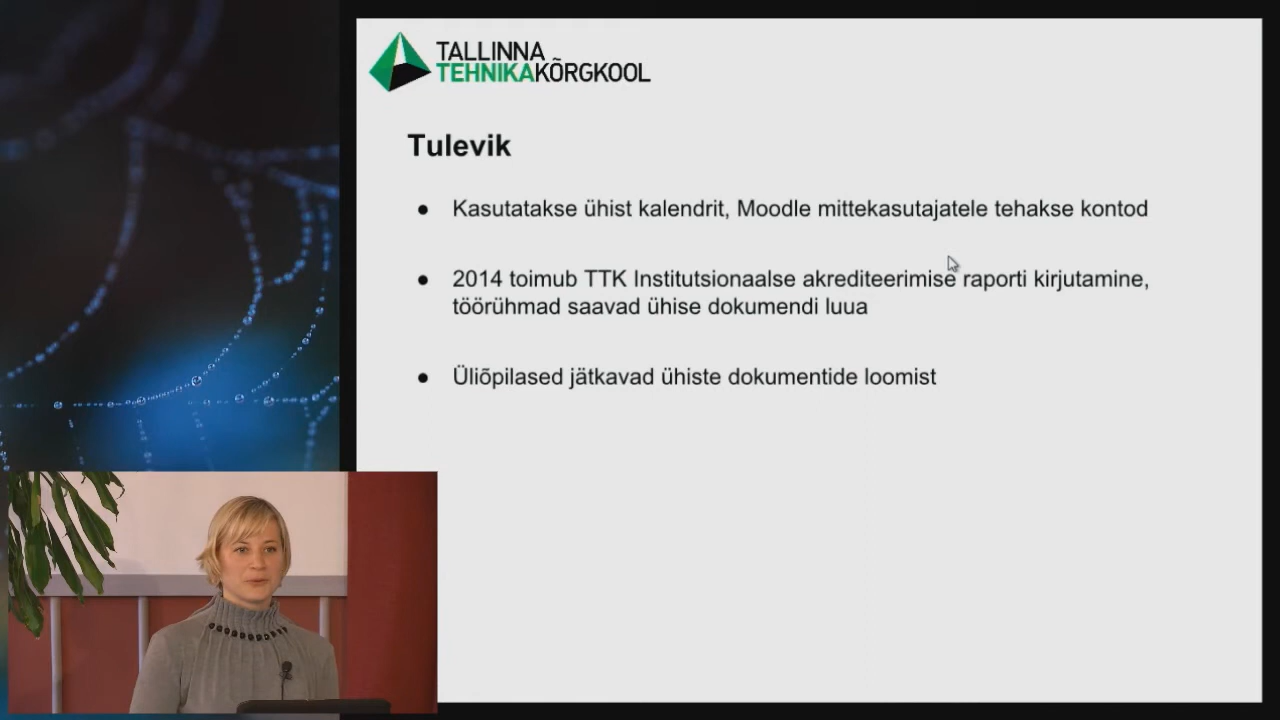 TALLINNA
TEHNIKAKÕRGKOOL
Tulevik
● Kasutatakse ühist kalendrit, Moodle mittekasutajatele tehakse kontod
● 2014 toimub TTK Institutsionaalse akrediteerimise raporti kirjutamine,
töörühmad saavad ühise dokumendi luua
● Üliõpilased jätkavad ühiste dokumentide loomist